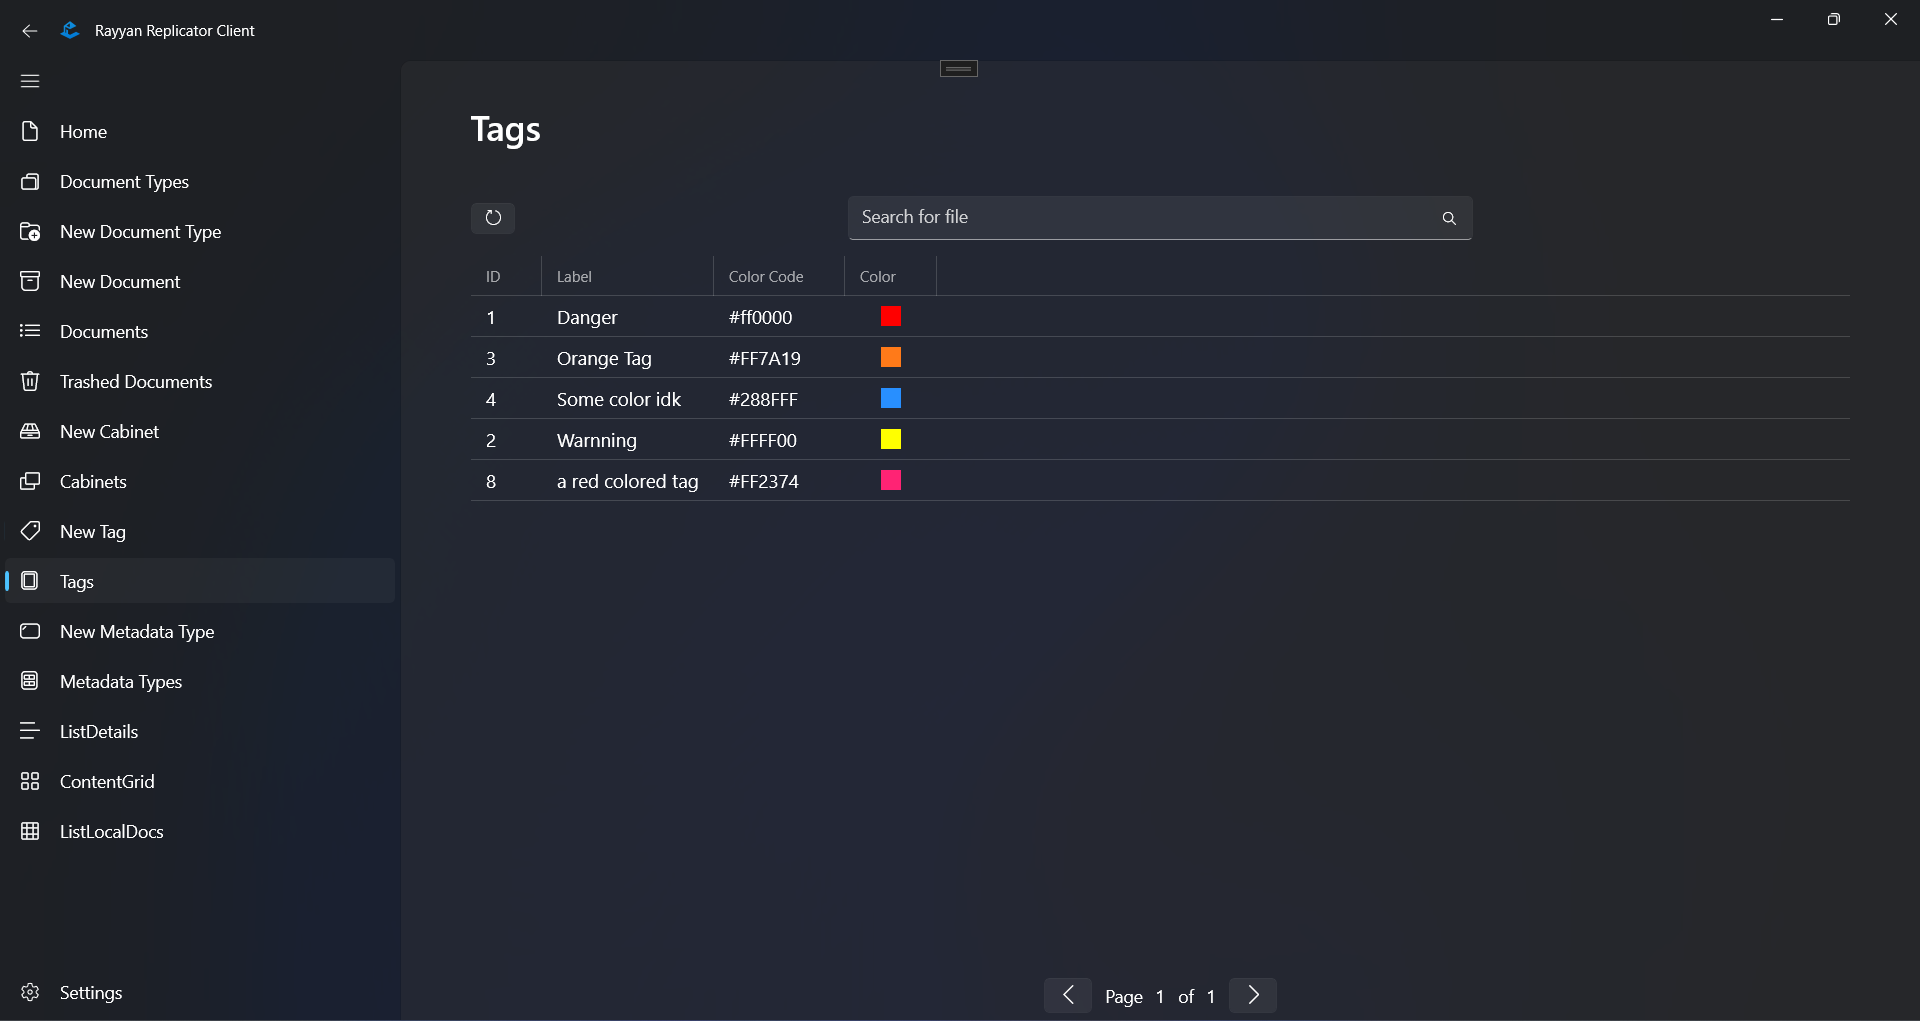 Rayyan Replicator Client
Home
Document Types
New Document Type
New Document
Documents
Trashed Documents
New Cabinet
Cabinets
New Tag
Tags
New Metadata Type
Metadata Types
ListDetails
ContentGrid
ListLocalDocs
Settings
Tags
Search for file
ID Label Color Code Color
1 Danger #ff0000
3 Orange Tag #FF7A19
4 Some color idk #288FFF
2 Warnning #FFFF00
8 a red colored tag #FF2374
Page 1 of 1